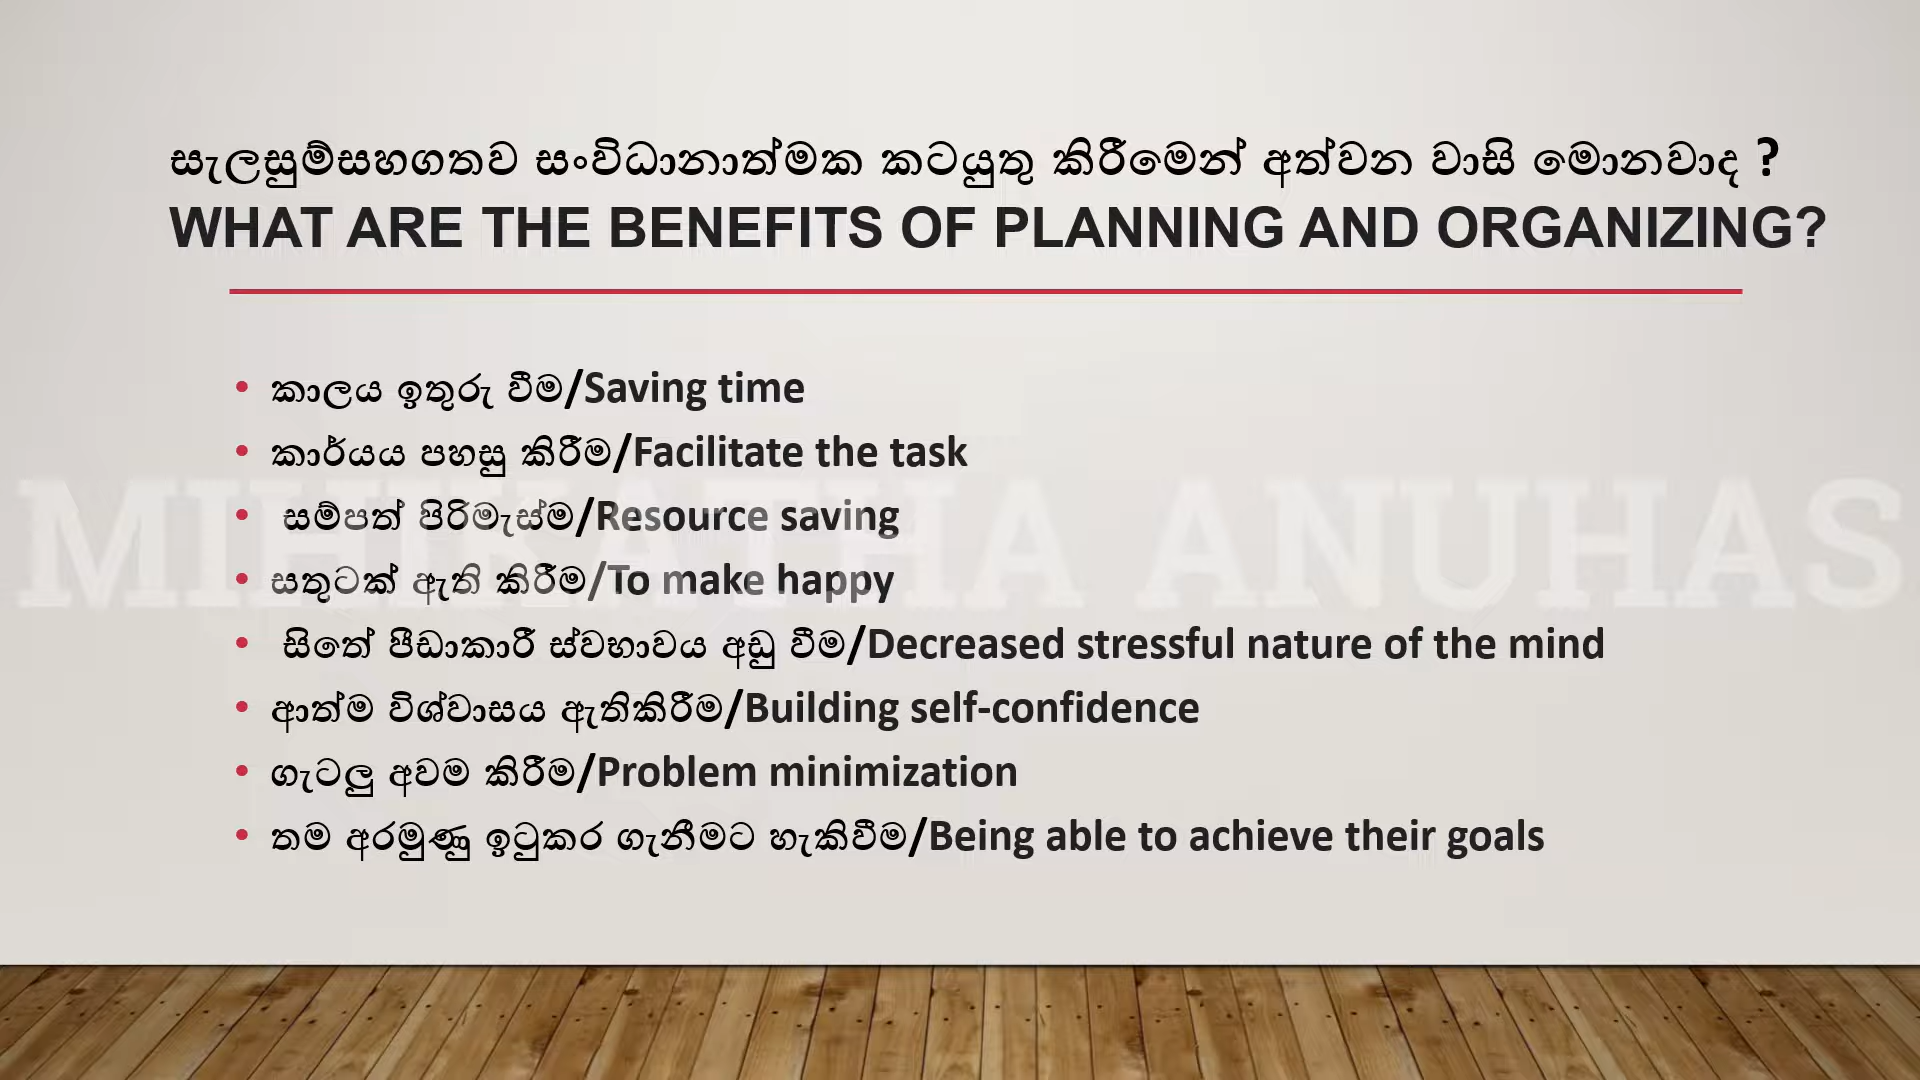 සැලසුම්සහගතව සංවිධානාත්මක කටයුතු කිරීමෙන් අත්වන වාසි මොනවාද ?
WHAT ARE THE BENEFITS OF PLANNING AND ORGANIZING?
• කාලය ඉතුරු වීම/Saving time
• කාර්යය පහසු කිරීම/Facilitate the task
• සම්පත් පිරිමැස්ම/Resource saving
• සතුටක් ඇති කිරීම/To make happy
MIHIKATHA ANUHAS
• සිතේ පීඩාකාරී ස්වභාවය අඩු වීම/Decreased stressful nature of the mind
• ආත්ම විශ්වාසය ඇතිකිරීම/Building self-confidence
• ගැටලු අවම කිරීම/Problem minimization
• තම අරමුණු ඉටුකර ගැනීමට හැකිවීම/Being able to achieve their goals